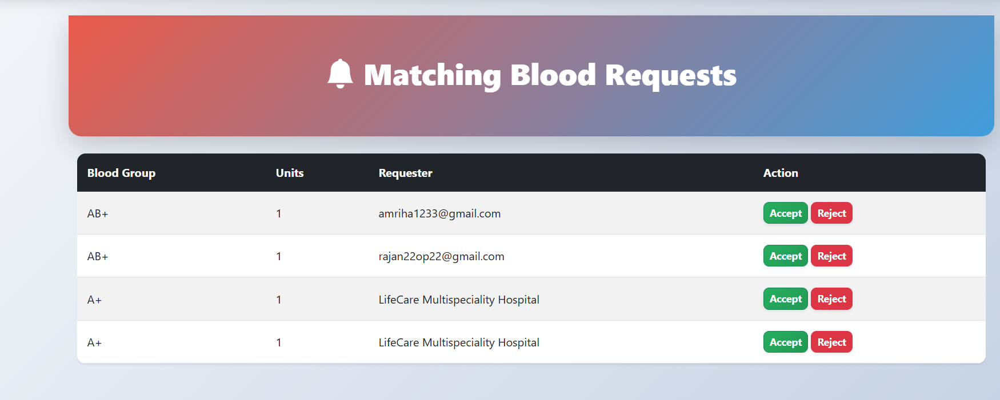 Matching Blood Requests
Blood Group Units Requester Action
AB+ 1 amriha1233@gmail.com Accept Reject
AB+ 1 rajan22op22@gmail.com Accept Reject
A+ 1 LifeCare Multispeciality Hospital Accept Reject
A+ 1 LifeCare Multispeciality Hospital Accept Reject